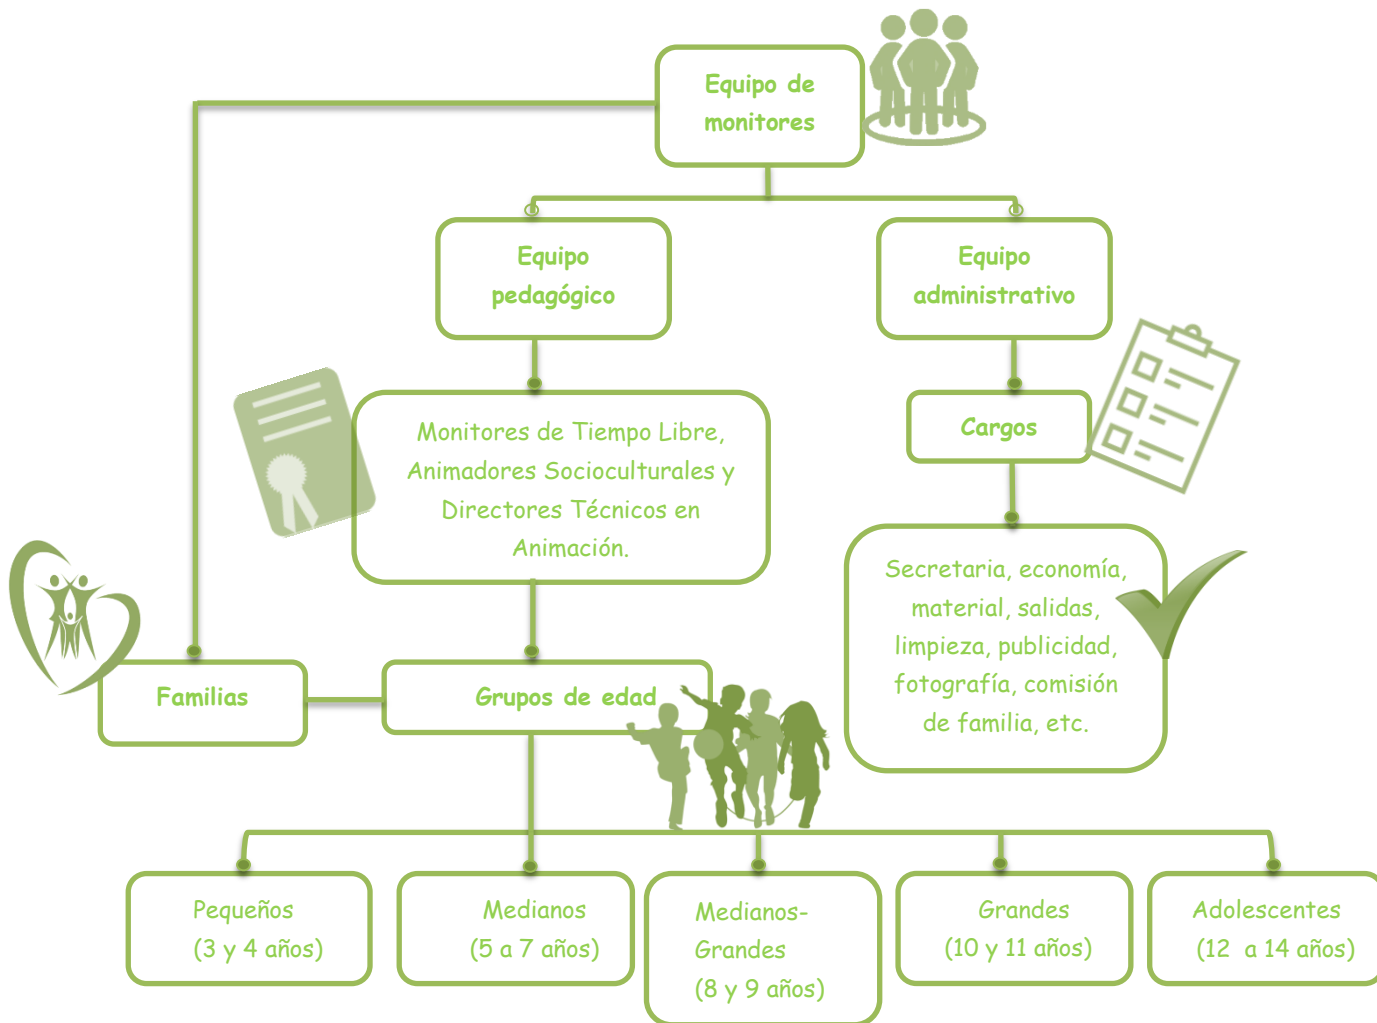 Equipo de
monitores
Equipo
pedagógico
Equipo
administrativo
Monitores de Tiempo Libre,
Animadores Socioculturales y
Directores Técnicos en
Animación.
Cargos
Secretaria, economía,
material, salidas,
limpieza, publicidad,
fotografía, comisión
de familia, etc.
Familias
Grupos de edad
Pequeños
(3 y 4 años)
Medianos
(5 a 7 años)
Medianos-
Grandes
(8 y 9 años)
Grandes
(10 y 11 años)
Adolescentes
(12  a 14 años)